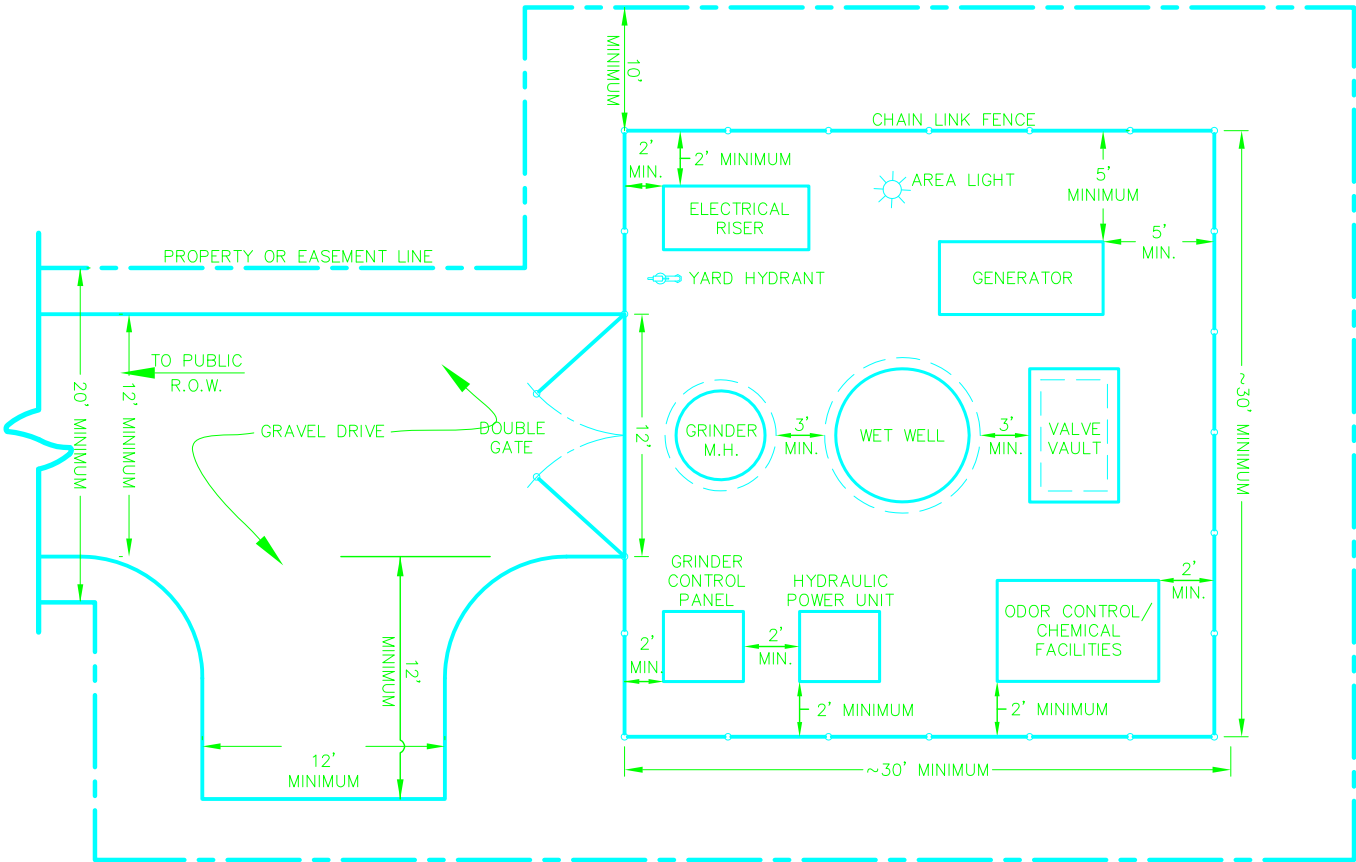 10'
MINIMUM
CHAIN LINK FENCE
2'
MIN.
2' MINIMUM
AREA LIGHT
5'
MINIMUM
ELECTRICAL
RISER
5'
MIN.
PROPERTY OR EASEMENT LINE
YARD HYDRANT
GENERATOR
TO PUBLIC
R.O.W.
20' MINIMUM
12' MINIMUM
GRAVEL DRIVE
DOUBLE
GATE
12'
GRINDER
M.H.
3'
MIN.
WET WELL
3'
MIN.
VALVE
VAULT
~30' MINIMUM
GRINDER
CONTROL
PANEL
HYDRAULIC
POWER UNIT
2'
MIN.
ODOR CONTROL/
CHEMICAL
FACILITIES
12'
MINIMUM
2'
MIN.
2'
MIN.
2' MINIMUM
2' MINIMUM
12'
MINIMUM
~30' MINIMUM